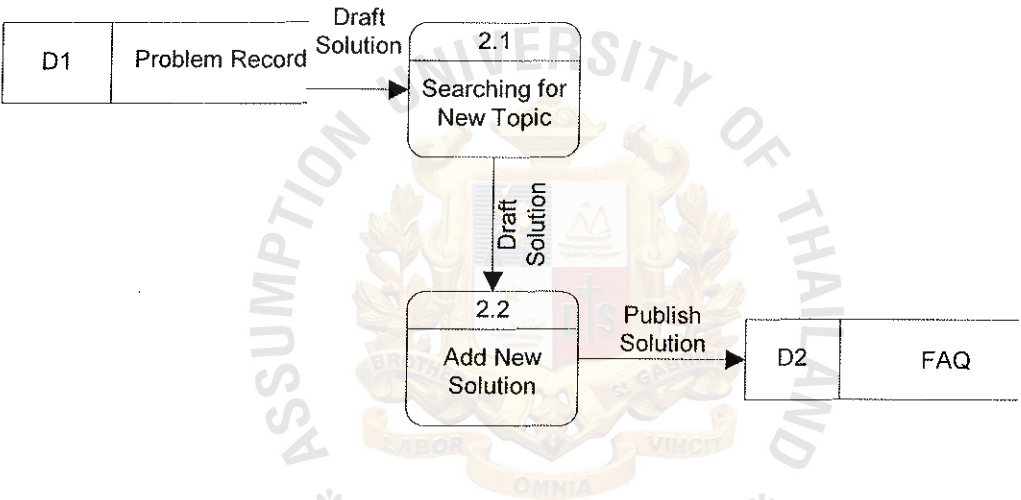 Draft
Solution
D1
Problem Record
2.1
Searching for
New Topic
Draft
Solution
2.2
Add New
Solution
Publish
Solution
D2
FAQ
ASSUMPTION UNIVERSITY OF THAILAND
LABOR
VINCIT
OMNIA